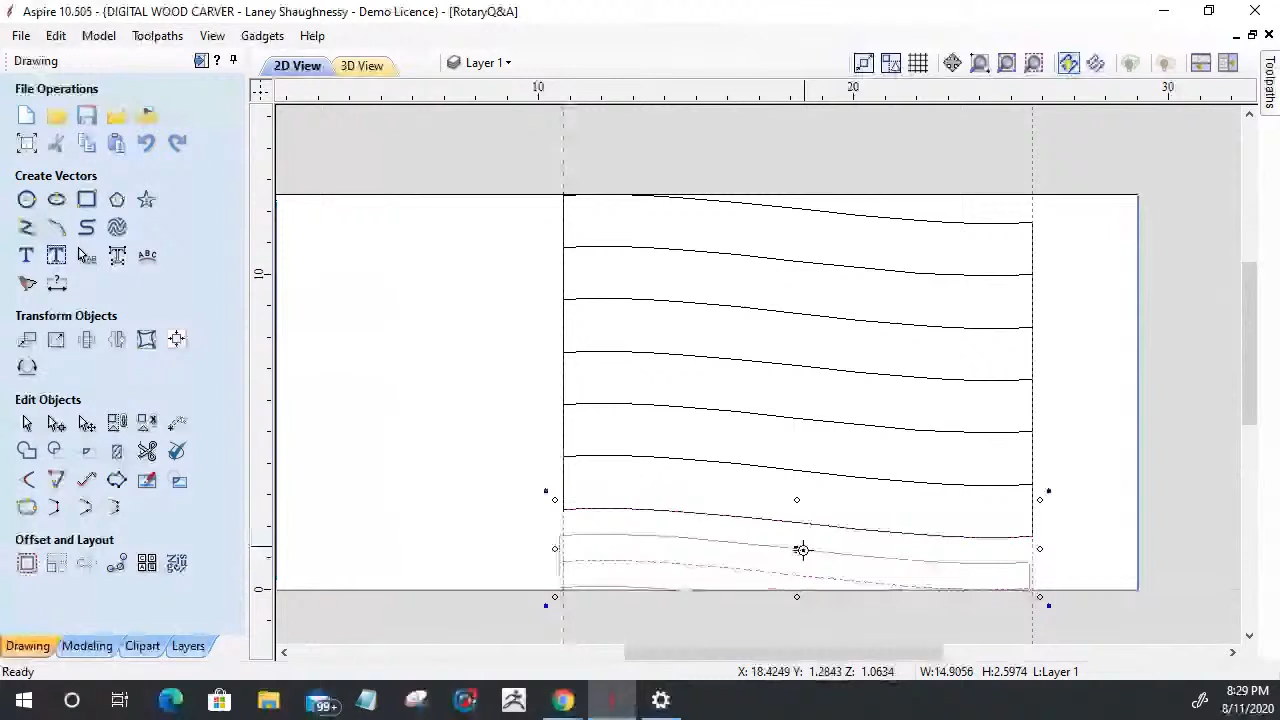 Aspire 10.505 - {DIGITAL WOOD CARVER - Laney Shaughnessy - Demo Licence} - [RotaryQ&A]
File Edit Model Toolpaths View Gadgets Help
Drawing
2D View
3D View
Layer 1
Toolpaths
File Operations
10 20 30
Create Vectors
10
Transform Objects
Edit Objects
Offset and Layout
0
Drawing Modeling Clipart Layers
Ready
X: 18.4249 Y: 1.2843 Z: 1.0634
W:14.9056 H:2.5974 L:Layer 1
99+
8:29 PM
8/11/2020